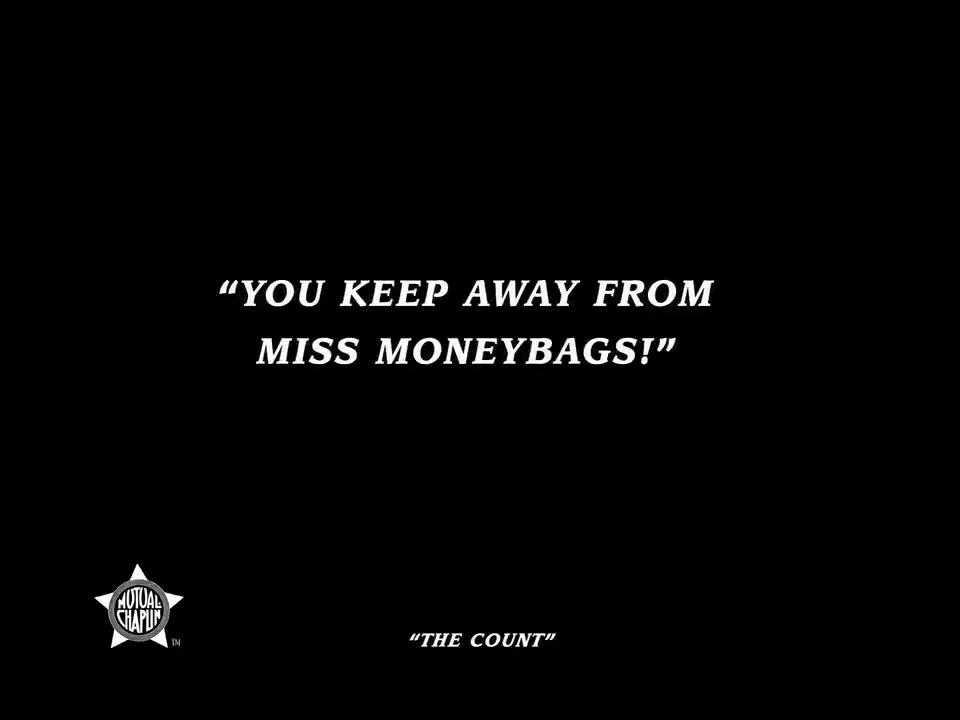 “YOU KEEP AWAY FROM
MISS MONEYBAGS!”
MUTUAL-
CHAPLIN
TM
“THE COUNT”